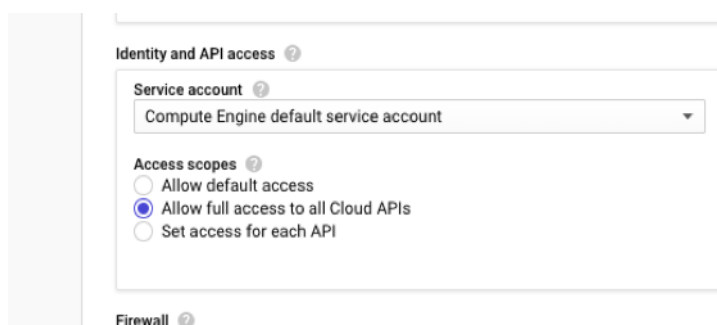 Identity and API access
Service account
Compute Engine default service account
Access scopes
Allow default access
Allow full access to all Cloud APIs
Set access for each API
Firewall